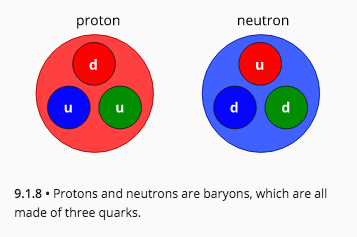 proton neutron
d u
u u d d
9.1.8 • Protons and neutrons are baryons, which are all
made of three quarks.